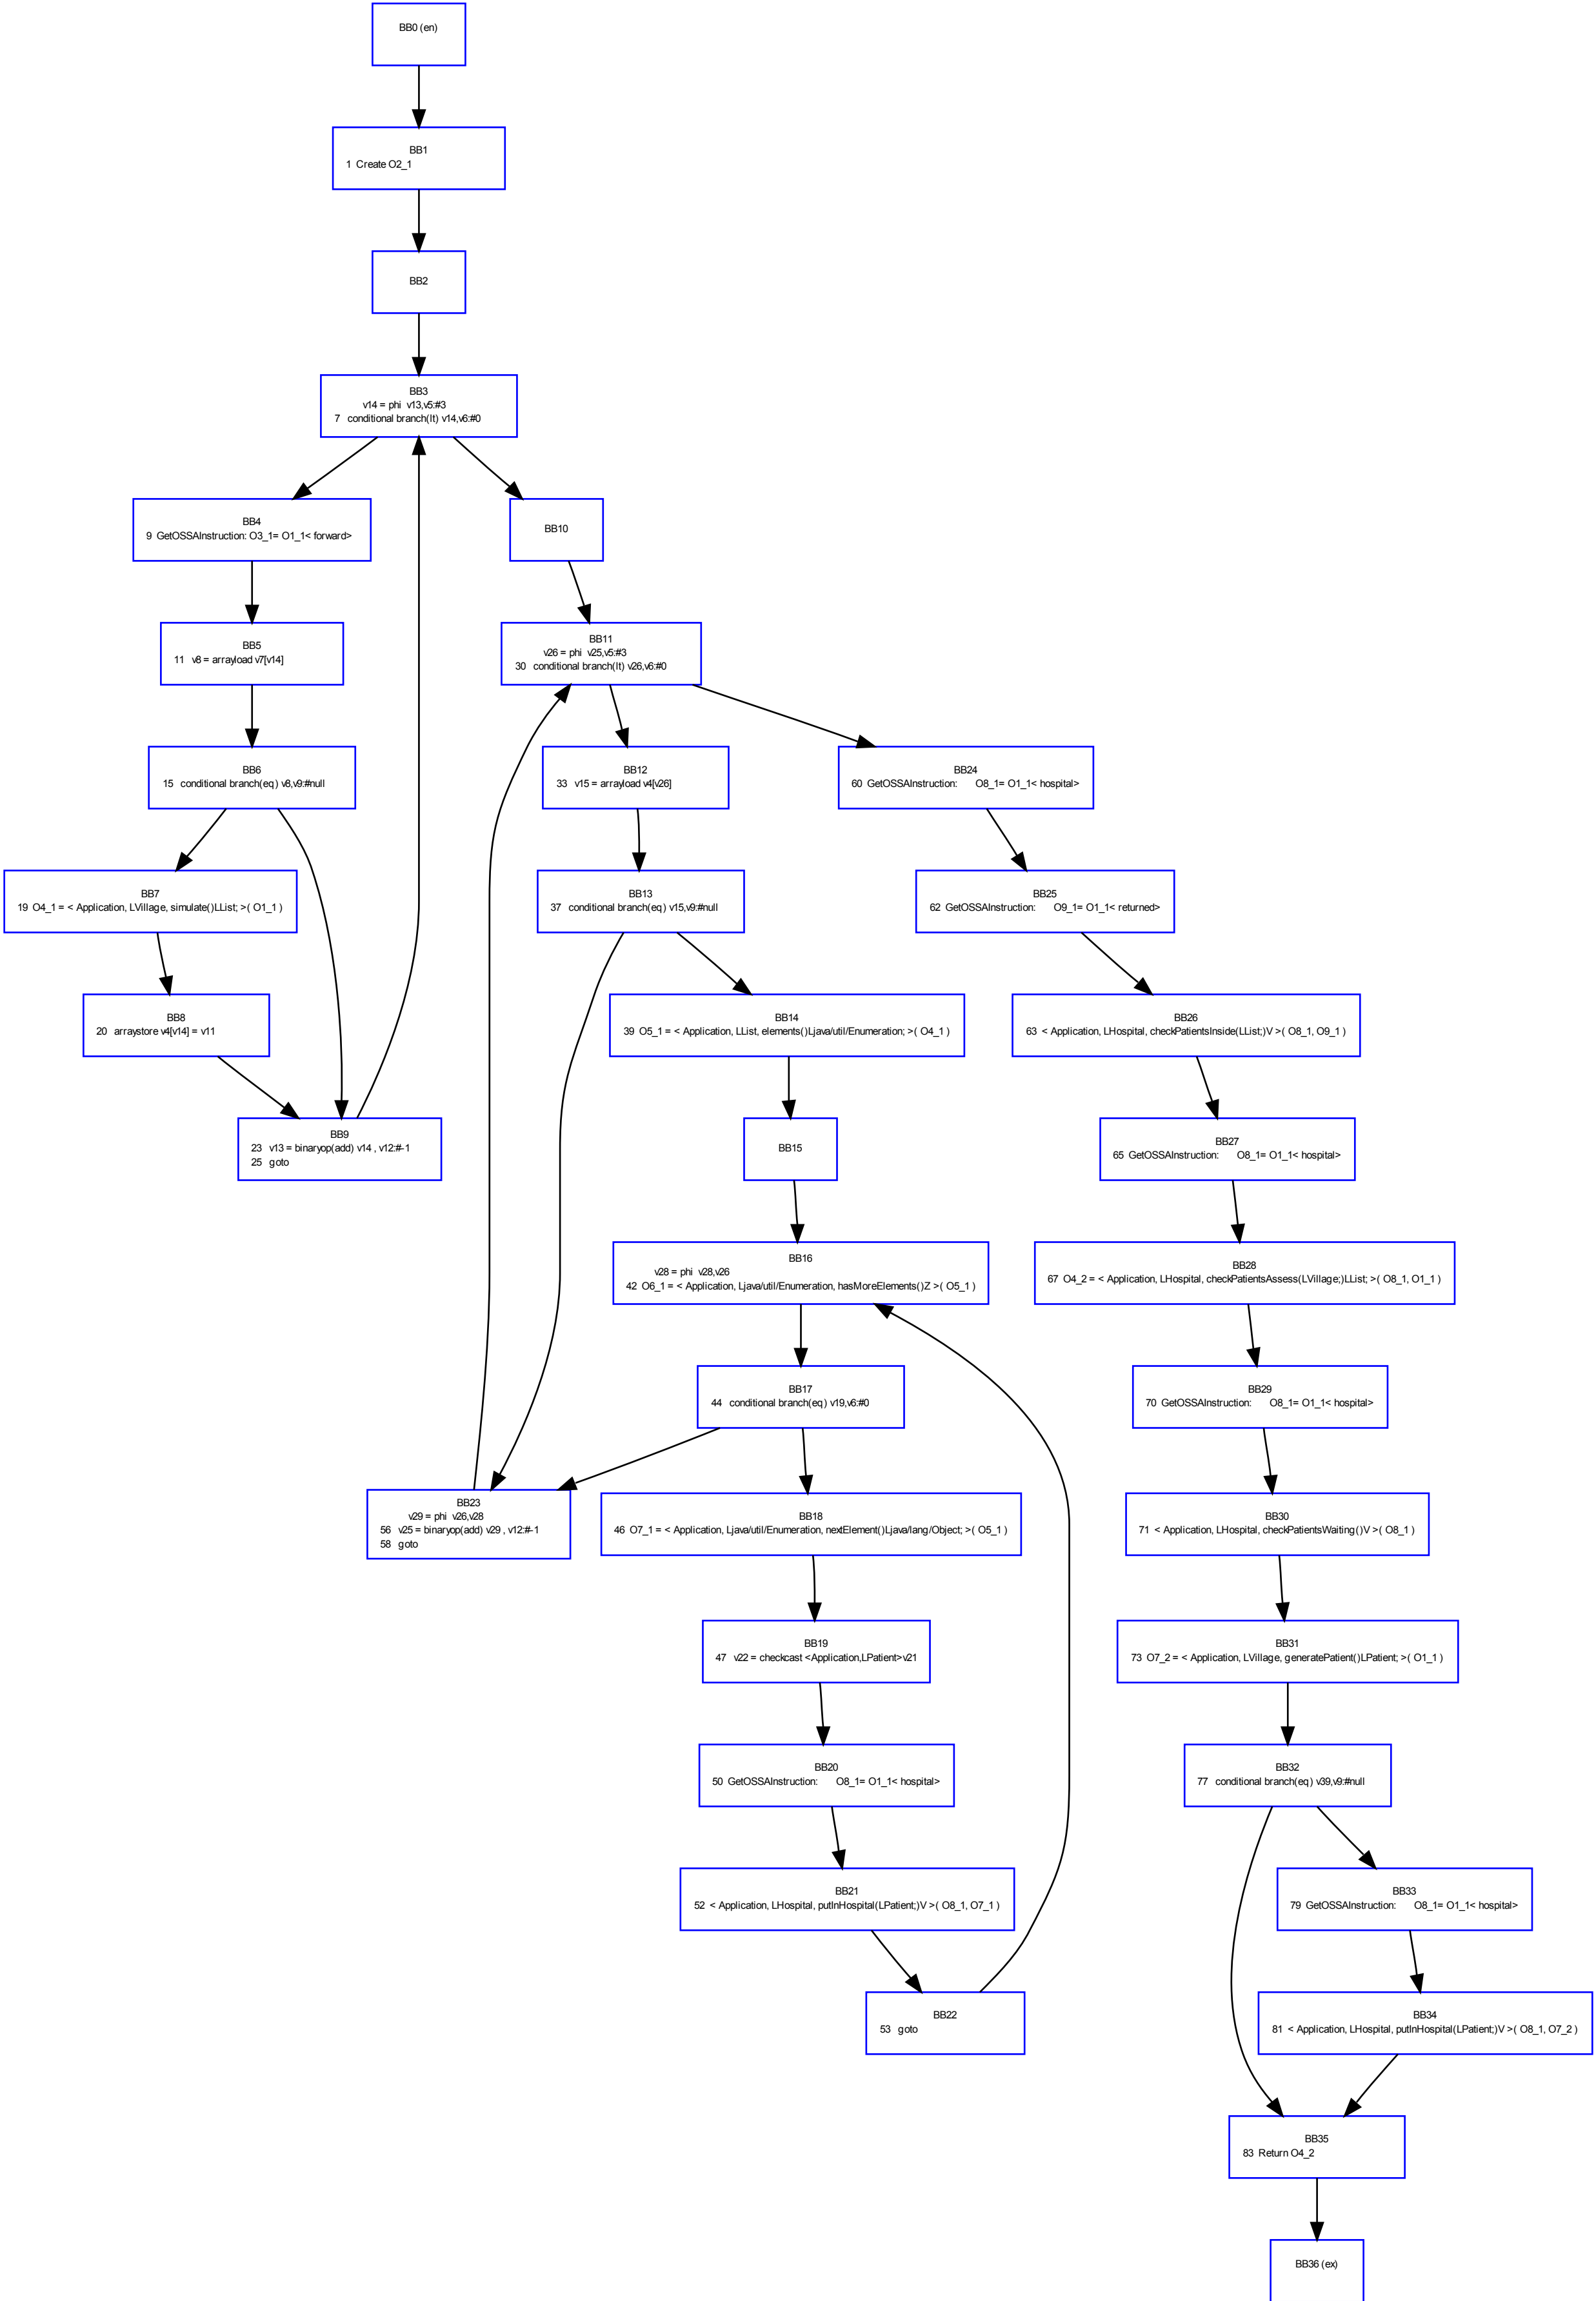 BB0 (en)
BB1
1 Create O2_1
BB2
BB3
v14 = phi v13,v5:#3
7 conditional branch(lt) v14,v6:#0
BB4
9 GetOSSAInstruction: O3_1= O1_1< forward>
BB10
BB5
11 v8 = arrayload v7[v14]
BB11
v26 = phi v25,v5:#3
30 conditional branch(lt) v26,v6:#0
BB6
15 conditional branch(eq) v8,v9:#null
BB12
33 v15 = arrayload v4[v26]
BB24
60 GetOSSAInstruction: O8_1= O1_1< hospital>
BB7
19 O4_1 = < Application, LVillage, simulate()LList; >( O1_1 )
BB13
37 conditional branch(eq) v15,v9:#null
BB25
62 GetOSSAInstruction: O9_1= O1_1< returned>
BB8
20 arraystore v4[v14] = v11
BB14
39 O5_1 = < Application, LList, elements()Ljava/util/Enumeration; >( O4_1 )
BB26
63 < Application, LHospital, checkPatientsInside(LList;)V >( O8_1, O9_1 )
BB9
23 v13 = binaryop(add) v14 , v12:#-1
25 goto
BB15
BB27
65 GetOSSAInstruction: O8_1= O1_1< hospital>
BB16
v28 = phi v28,v26
42 O6_1 = < Application, Ljava/util/Enumeration, hasMoreElements()Z >( O5_1 )
BB28
67 O4_2 = < Application, LHospital, checkPatientsAssess(LVillage;)LList; >( O8_1, O1_1 )
BB17
44 conditional branch(eq) v19,v6:#0
BB29
70 GetOSSAInstruction: O8_1= O1_1< hospital>
BB23
v29 = phi v26,v28
56 v25 = binaryop(add) v29 , v12:#-1
58 goto
BB18
46 O7_1 = < Application, Ljava/util/Enumeration, nextElement()Ljava/lang/Object; >( O5_1 )
BB30
71 < Application, LHospital, checkPatientsWaiting()V >( O8_1 )
BB19
47 v22 = checkcast <Application,LPatient>v21
BB31
73 O7_2 = < Application, LVillage, generatePatient()LPatient; >( O1_1 )
BB20
50 GetOSSAInstruction: O8_1= O1_1< hospital>
BB32
77 conditional branch(eq) v39,v9:#null
BB21
52 < Application, LHospital, putInHospital(LPatient;)V >( O8_1, O7_1 )
BB33
79 GetOSSAInstruction: O8_1= O1_1< hospital>
BB22
53 goto
BB34
81 < Application, LHospital, putInHospital(LPatient;)V >( O8_1, O7_2 )
BB35
83 Return O4_2
BB36 (ex)